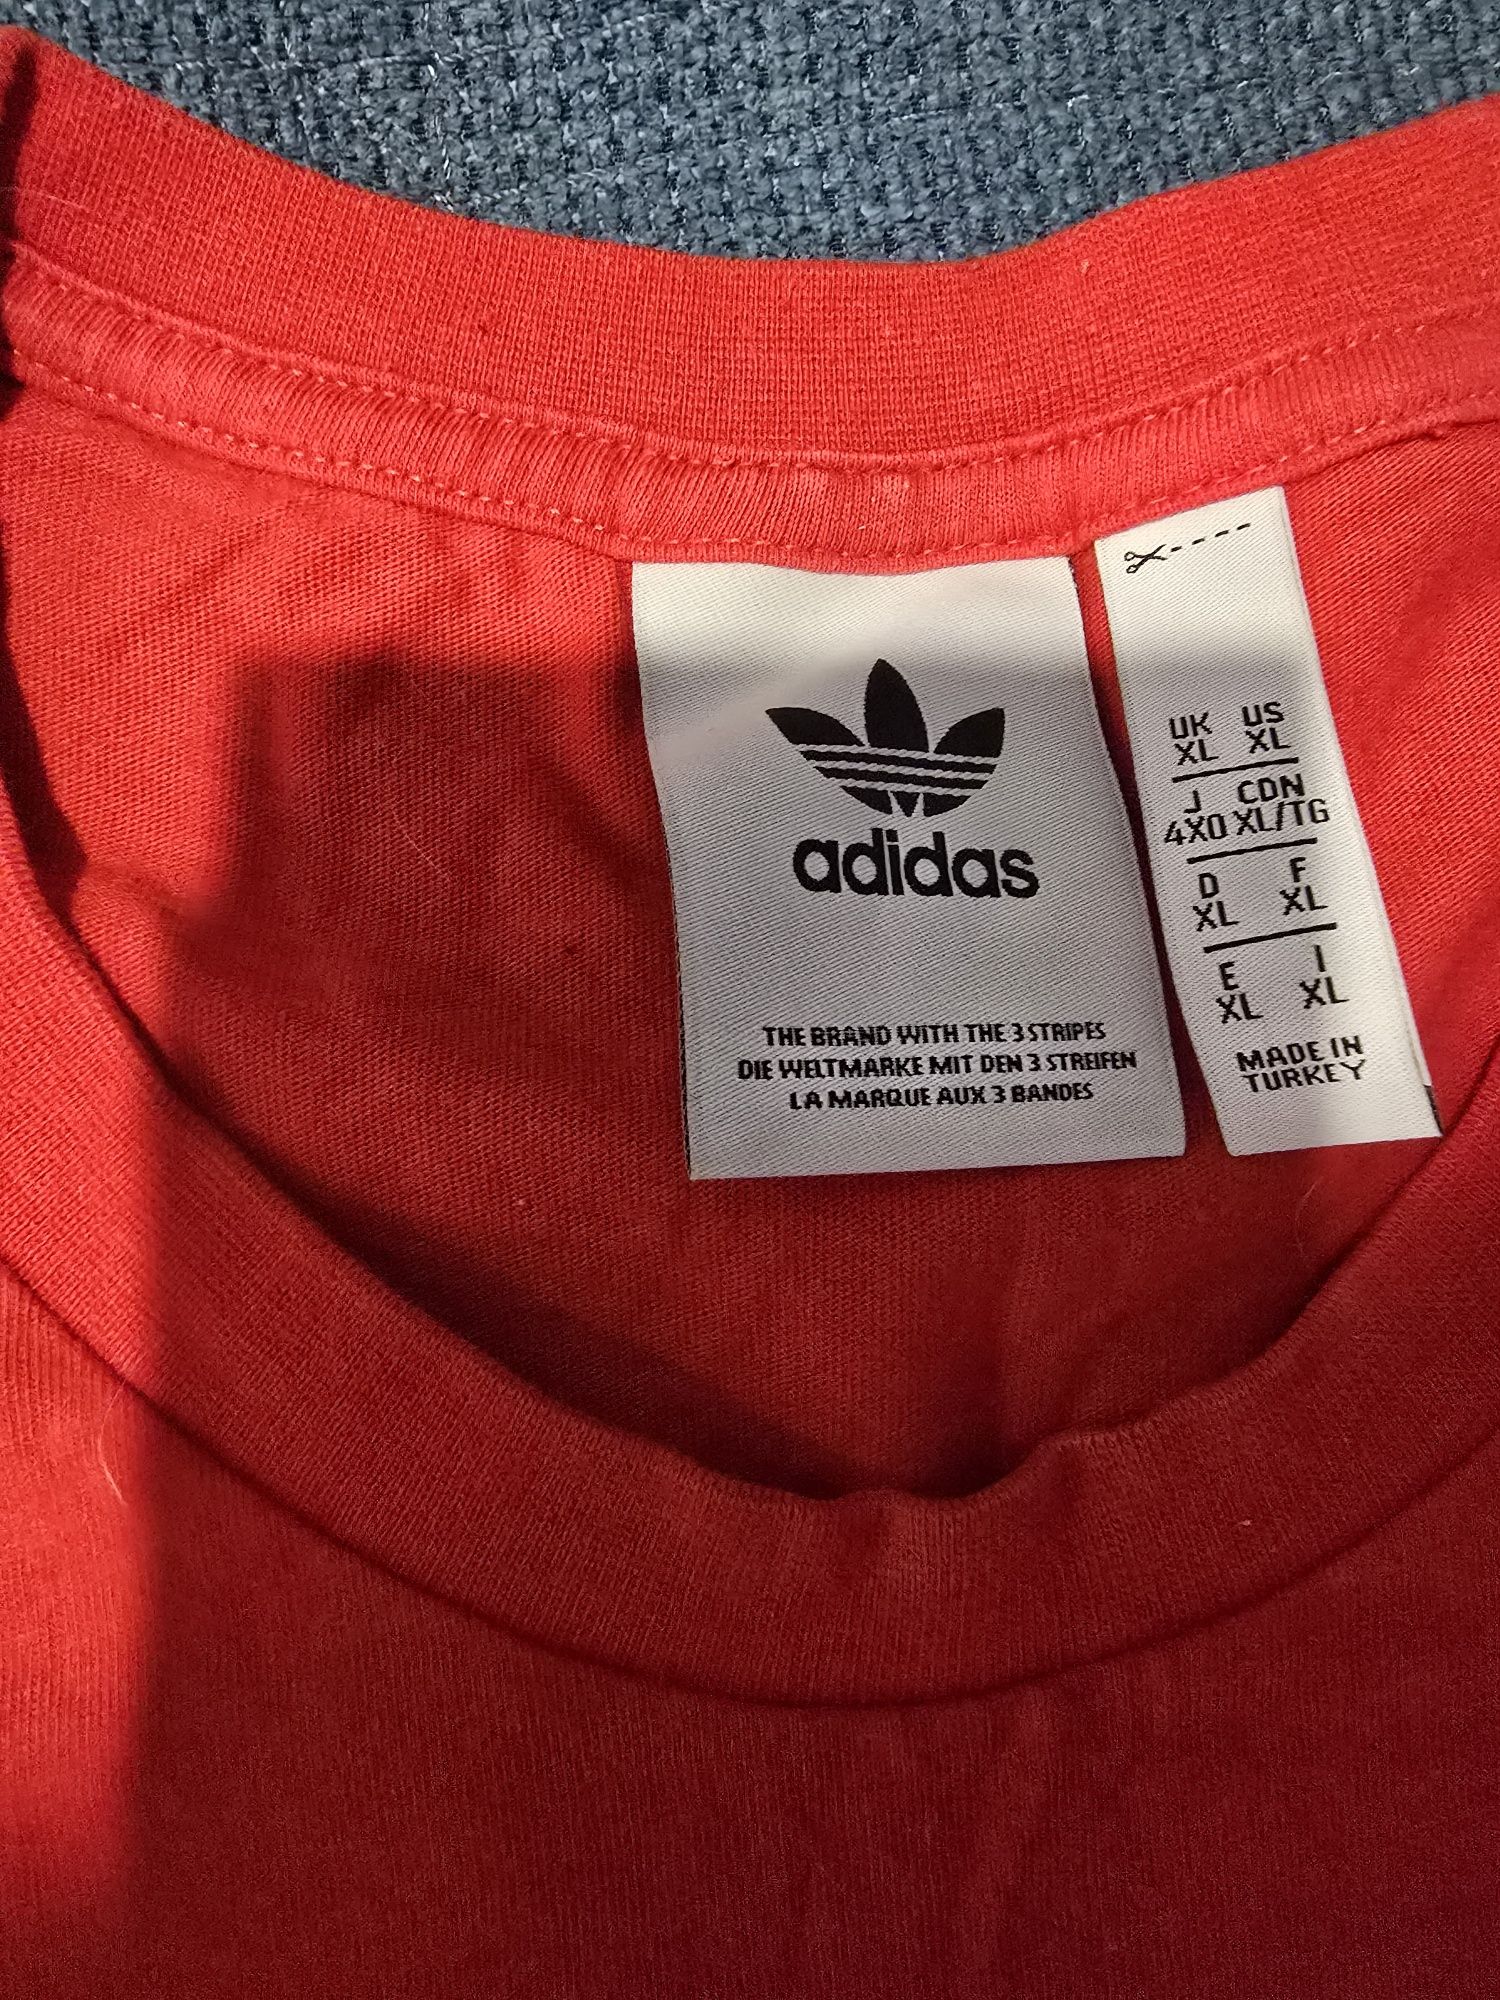 adidas
THE BRAND WITH THE 3 STRIPES
DIE WELTMARKE MIT DEN 3 STREIFEN
LA MARQUE AUX 3 BANDES
UK US
XL XL
J CDN
4XO XL/TG
D F
XL XL
E I
XL XL
MADE IN
TURKEY